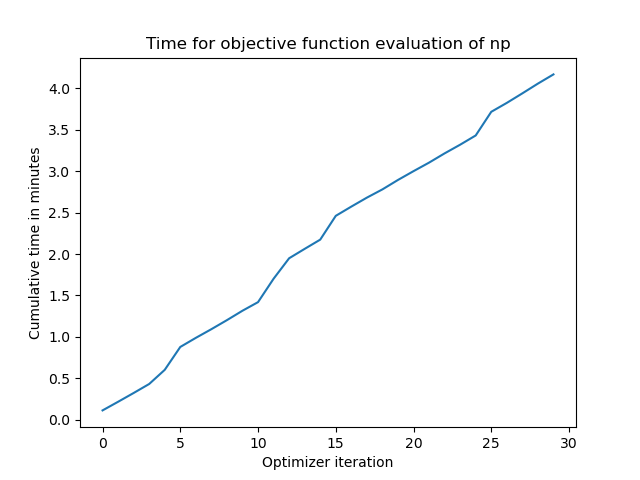 Time for objective function evaluation of np
Cumulative time in minutes
4.0
3.5
3.0
2.5
2.0
1.5
1.0
0.5
0.0
0 5 10 15 20 25 30
Optimizer iteration